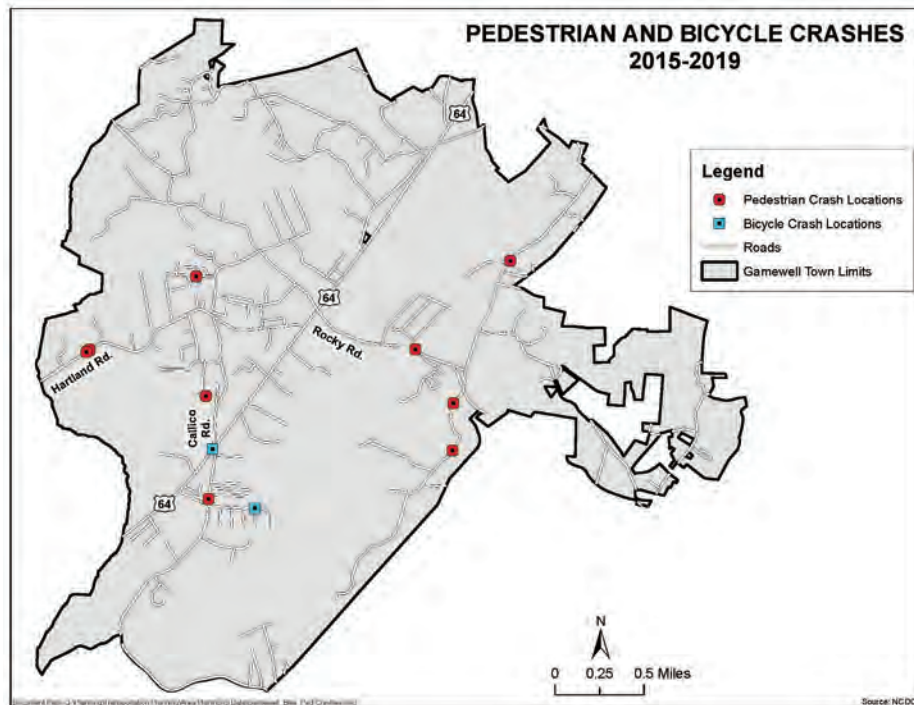 PEDESTRIAN AND BICYCLE CRASHES
2015-2019
64
Legend
Pedestrian Crash Locations
Bicycle Crash Locations
Roads
Gamewell Town Limits
64
Rocky Rd.
Hartland Rd.
Callico
Rd.
64
N
0 0.25 0.5 Miles
Source: NCDO